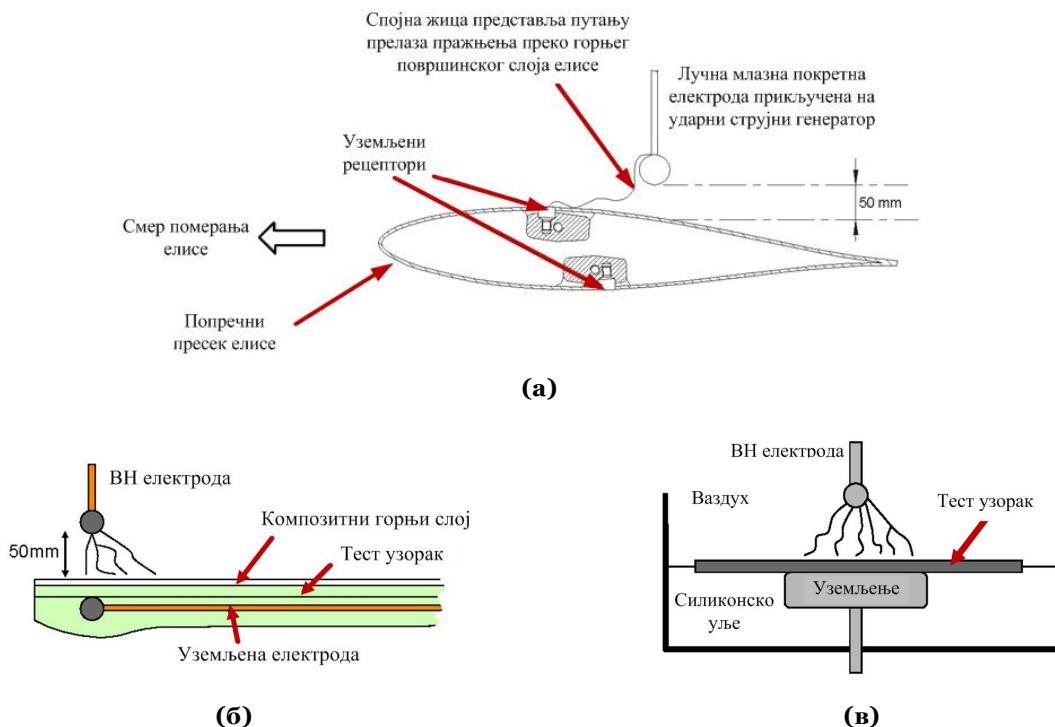 Спојна жица представља путању
прелаза пражњења преко горњег
површинског слоја елисе
Лучна млазна покретна
електрода прикључена на
ударни струјни генератор
Уземљени
рецептори
50 mm
Смер померања
елисе
Попречни
пресек елисе
(а)
ВН електрода
Композитни горњи слој
Тест узорак
50mm
Уземљена електрода
(б)
ВН електрода
Ваздух
Тест узорак
Уземљење
Силиконско
уље
(в)